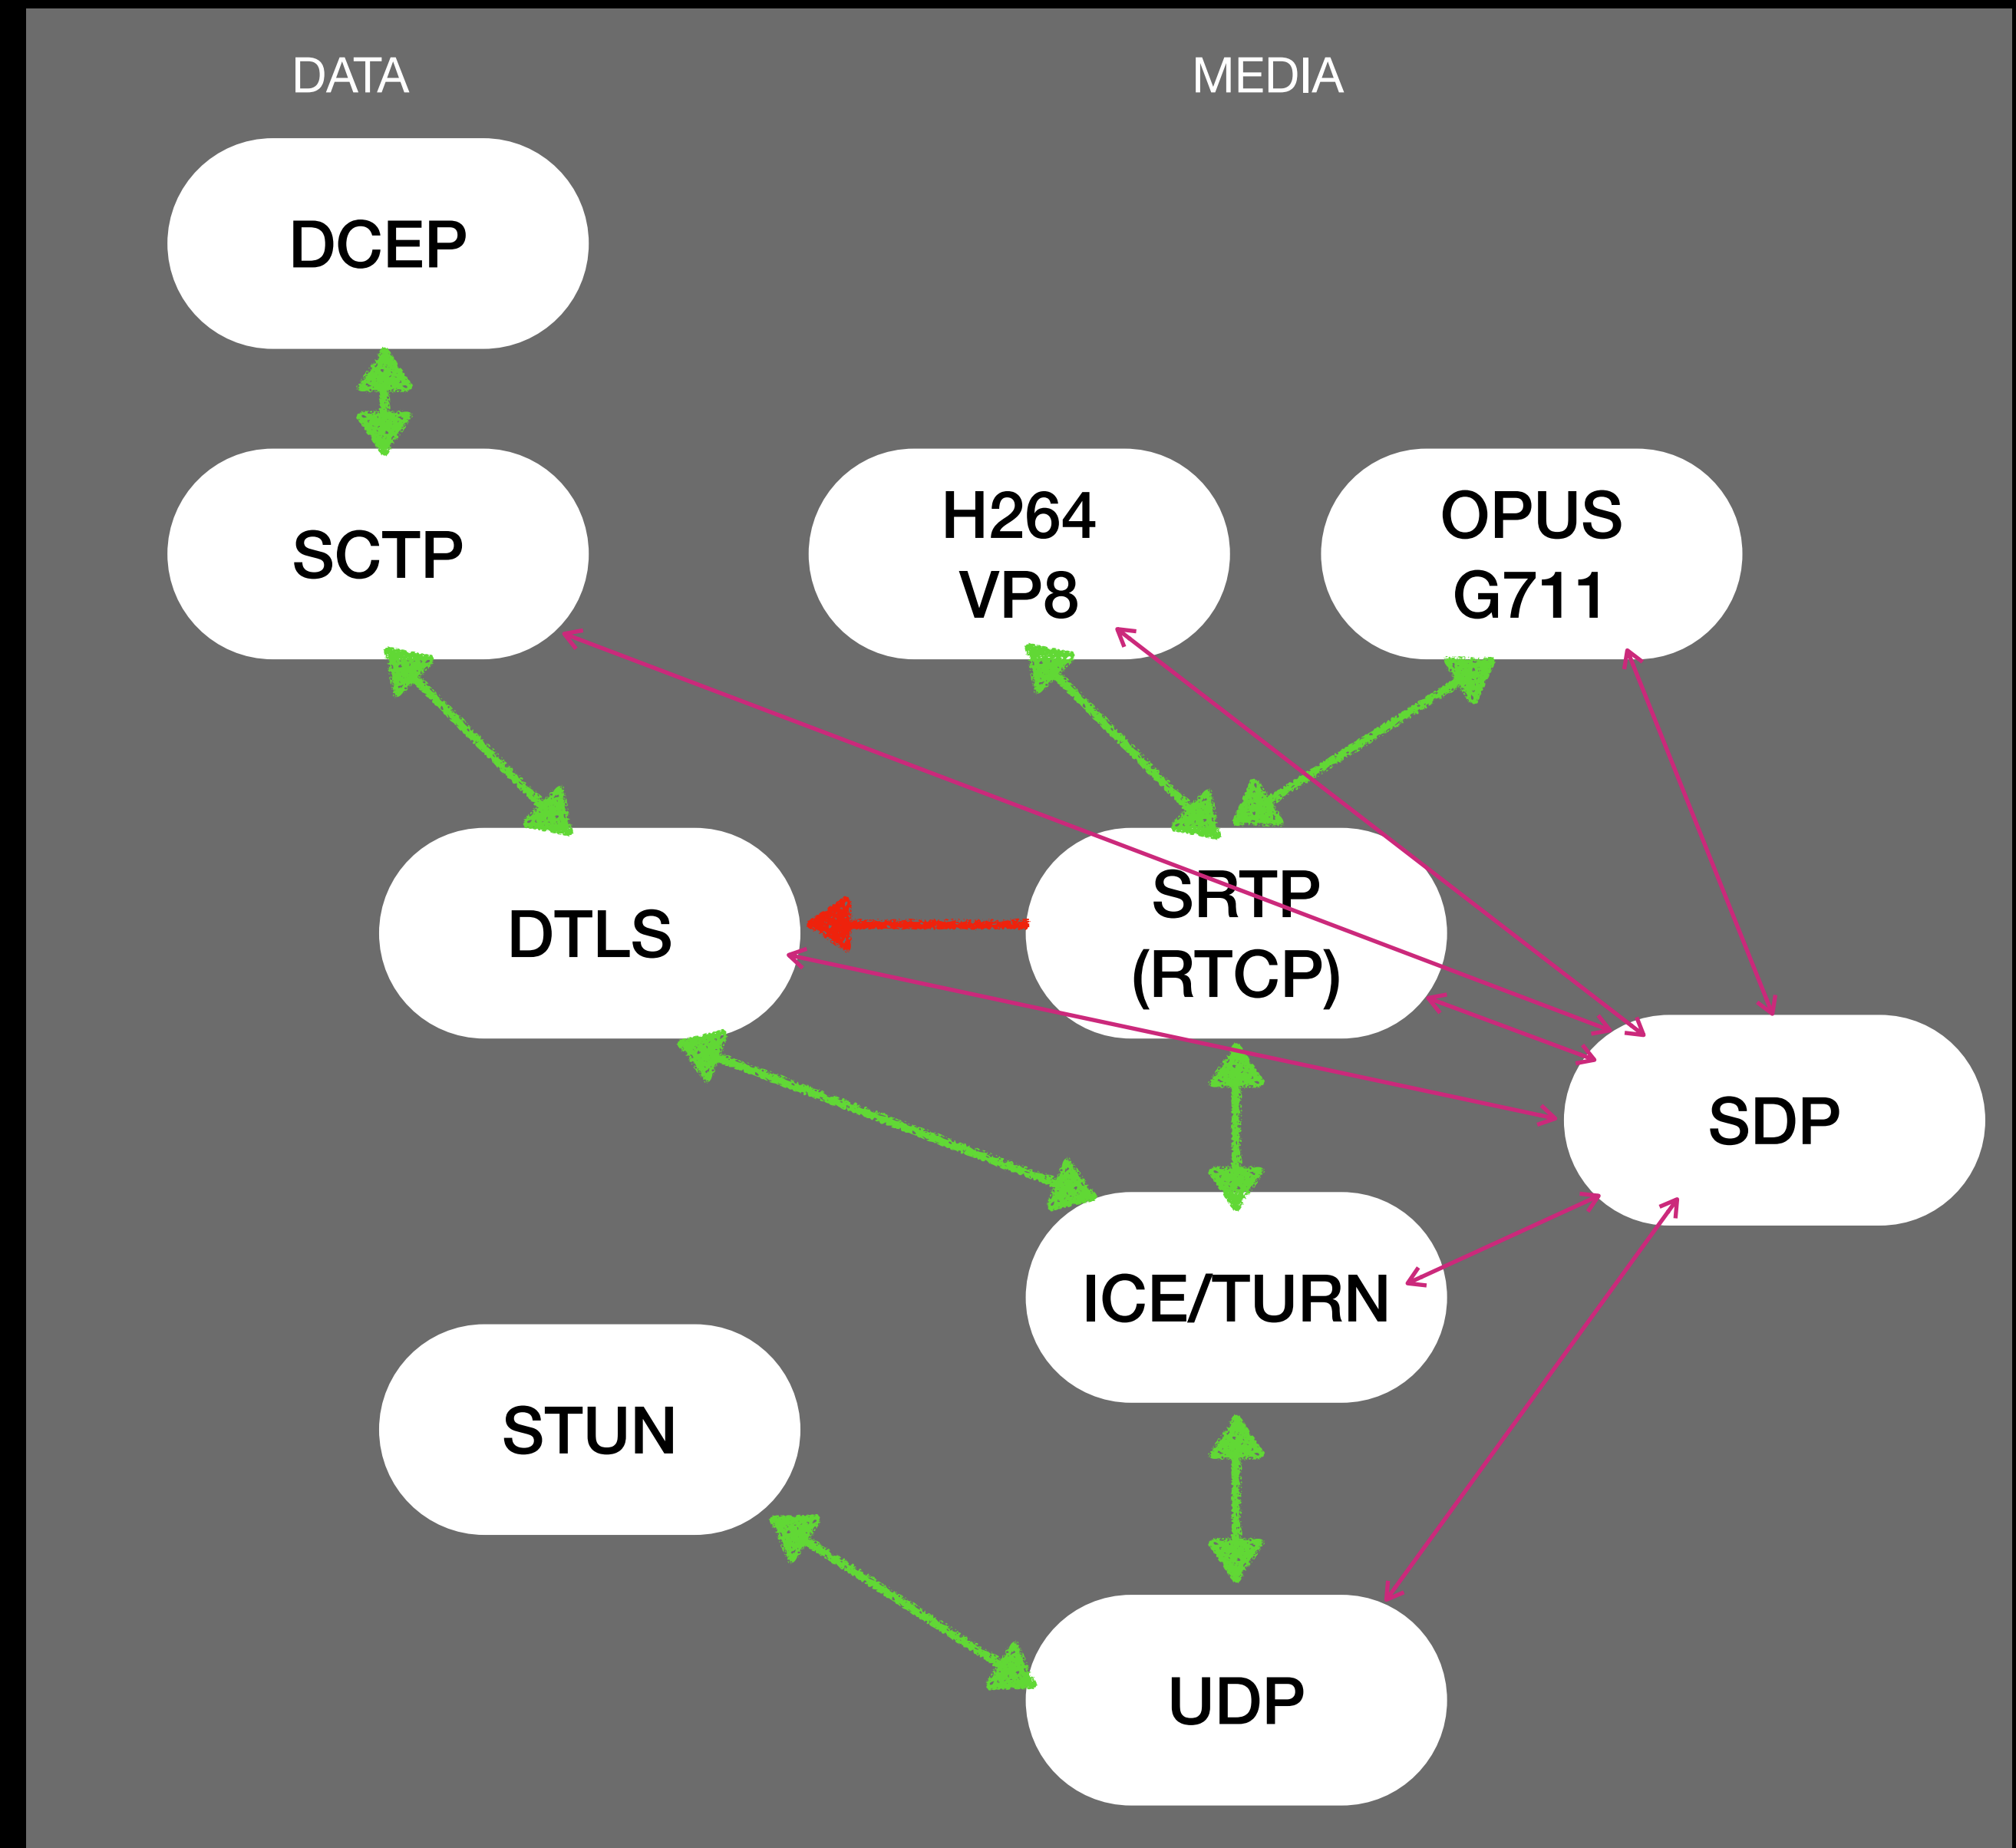 DATA
MEDIA
DCEP
SCTP
H264
VP8
OPUS
G711
DTLS
SRTP
(RTCP)
SDP
ICE/TURN
STUN
UDP